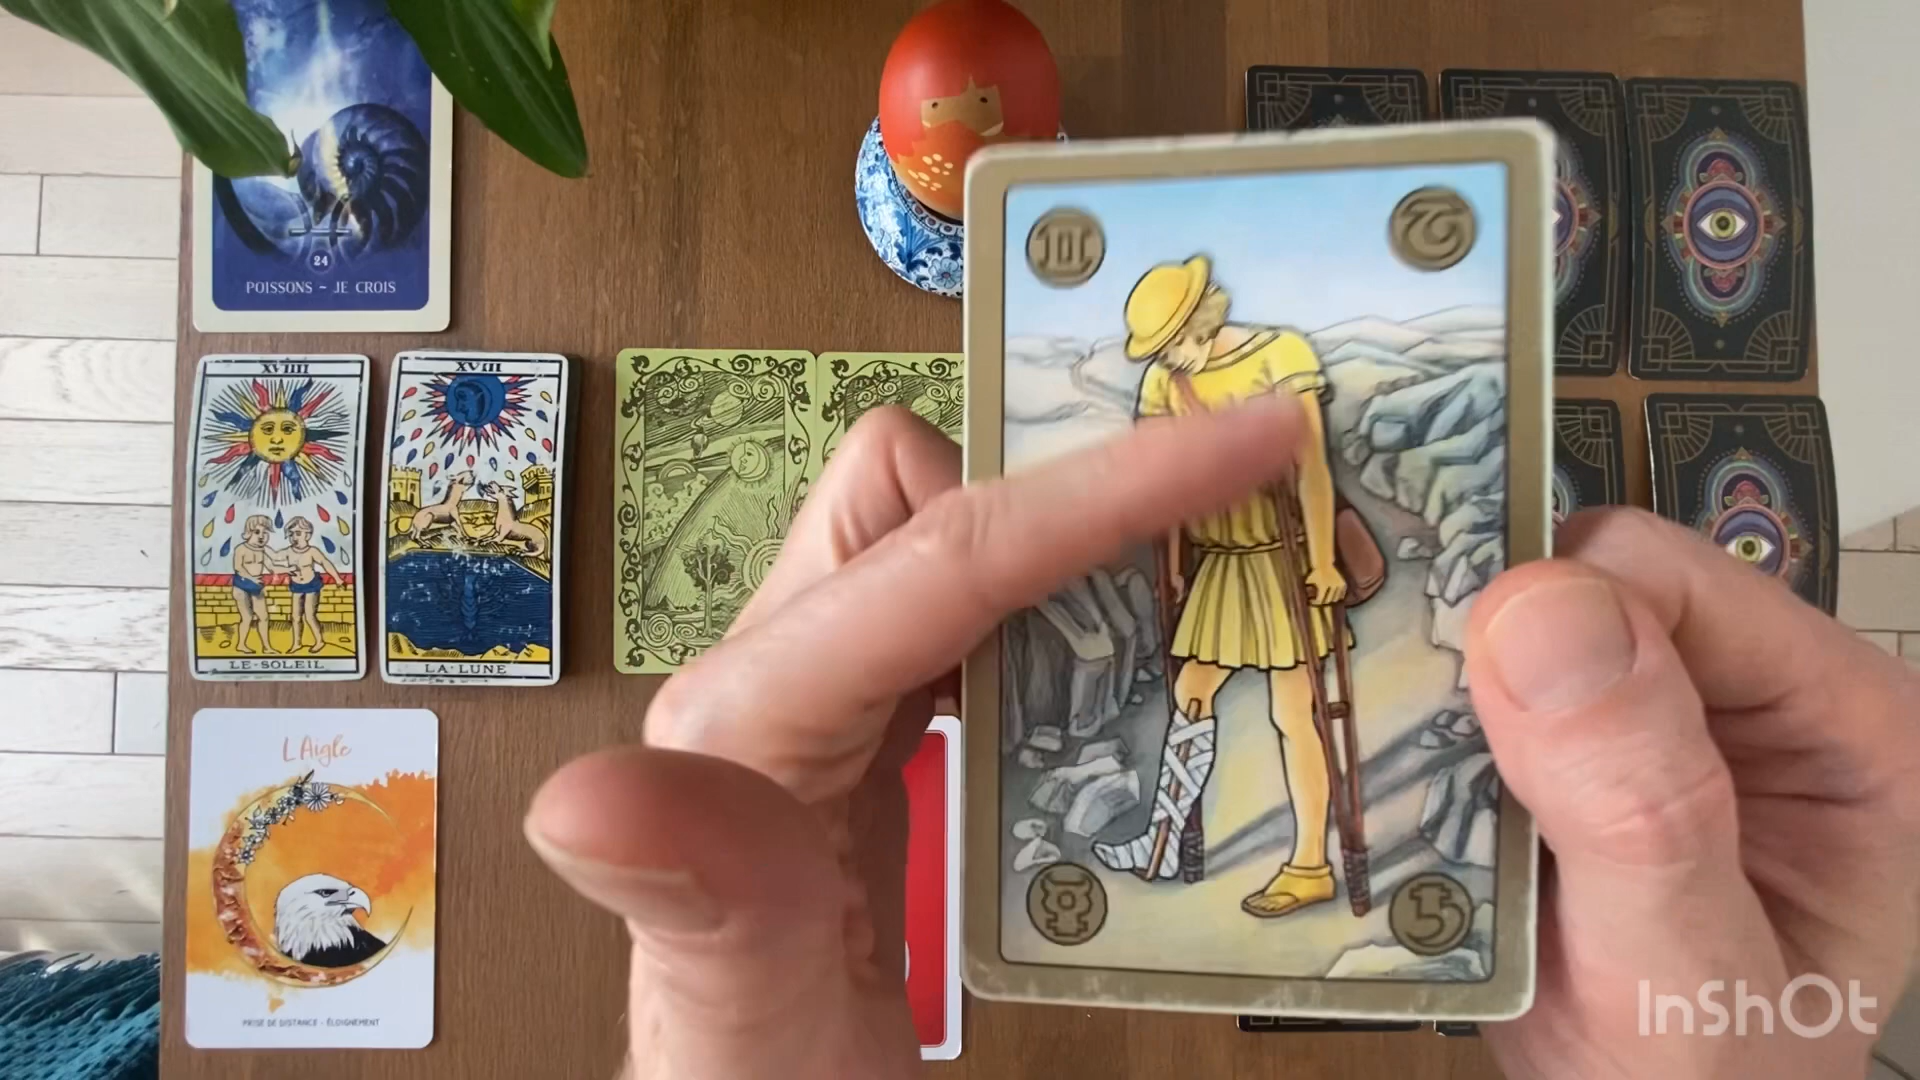 24
POISSONS ~ JE CROIS
XVIIII
XVIII
LE·SOLEIL
LA·LUNE
L'Aigle
PRISE DE DISTANCE - ÉLOIGNEMENT
InShOt